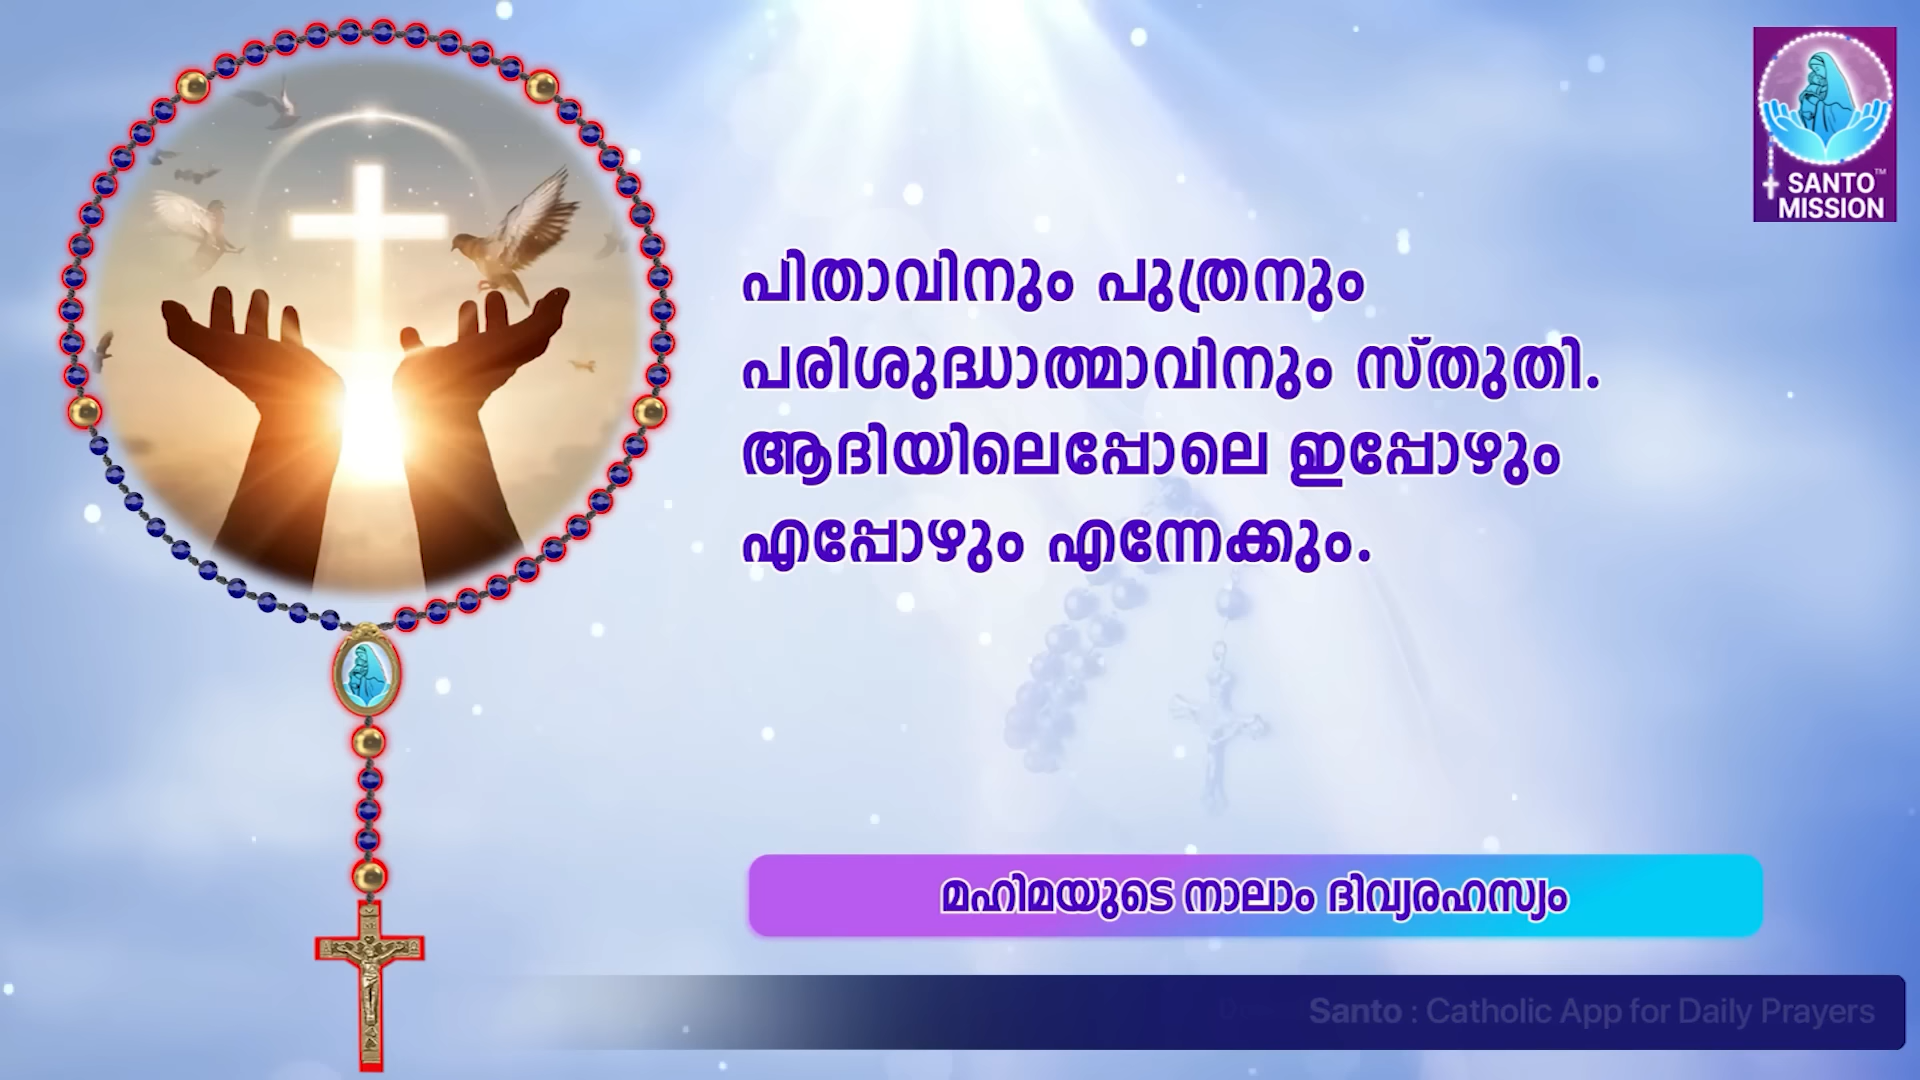 SANTO™
MISSION
പിതാവിനും പുത്രനും
പരിശുദ്ധാത്മാവിനും സ്തുതി.
ആദിയിലെപ്പോലെ ഇപ്പോഴും
എപ്പോഴും എന്നേക്കും.
മഹിമയുടെ നാലാം ദിവ്യരഹസ്യം
Santo : Catholic App for Daily Prayers